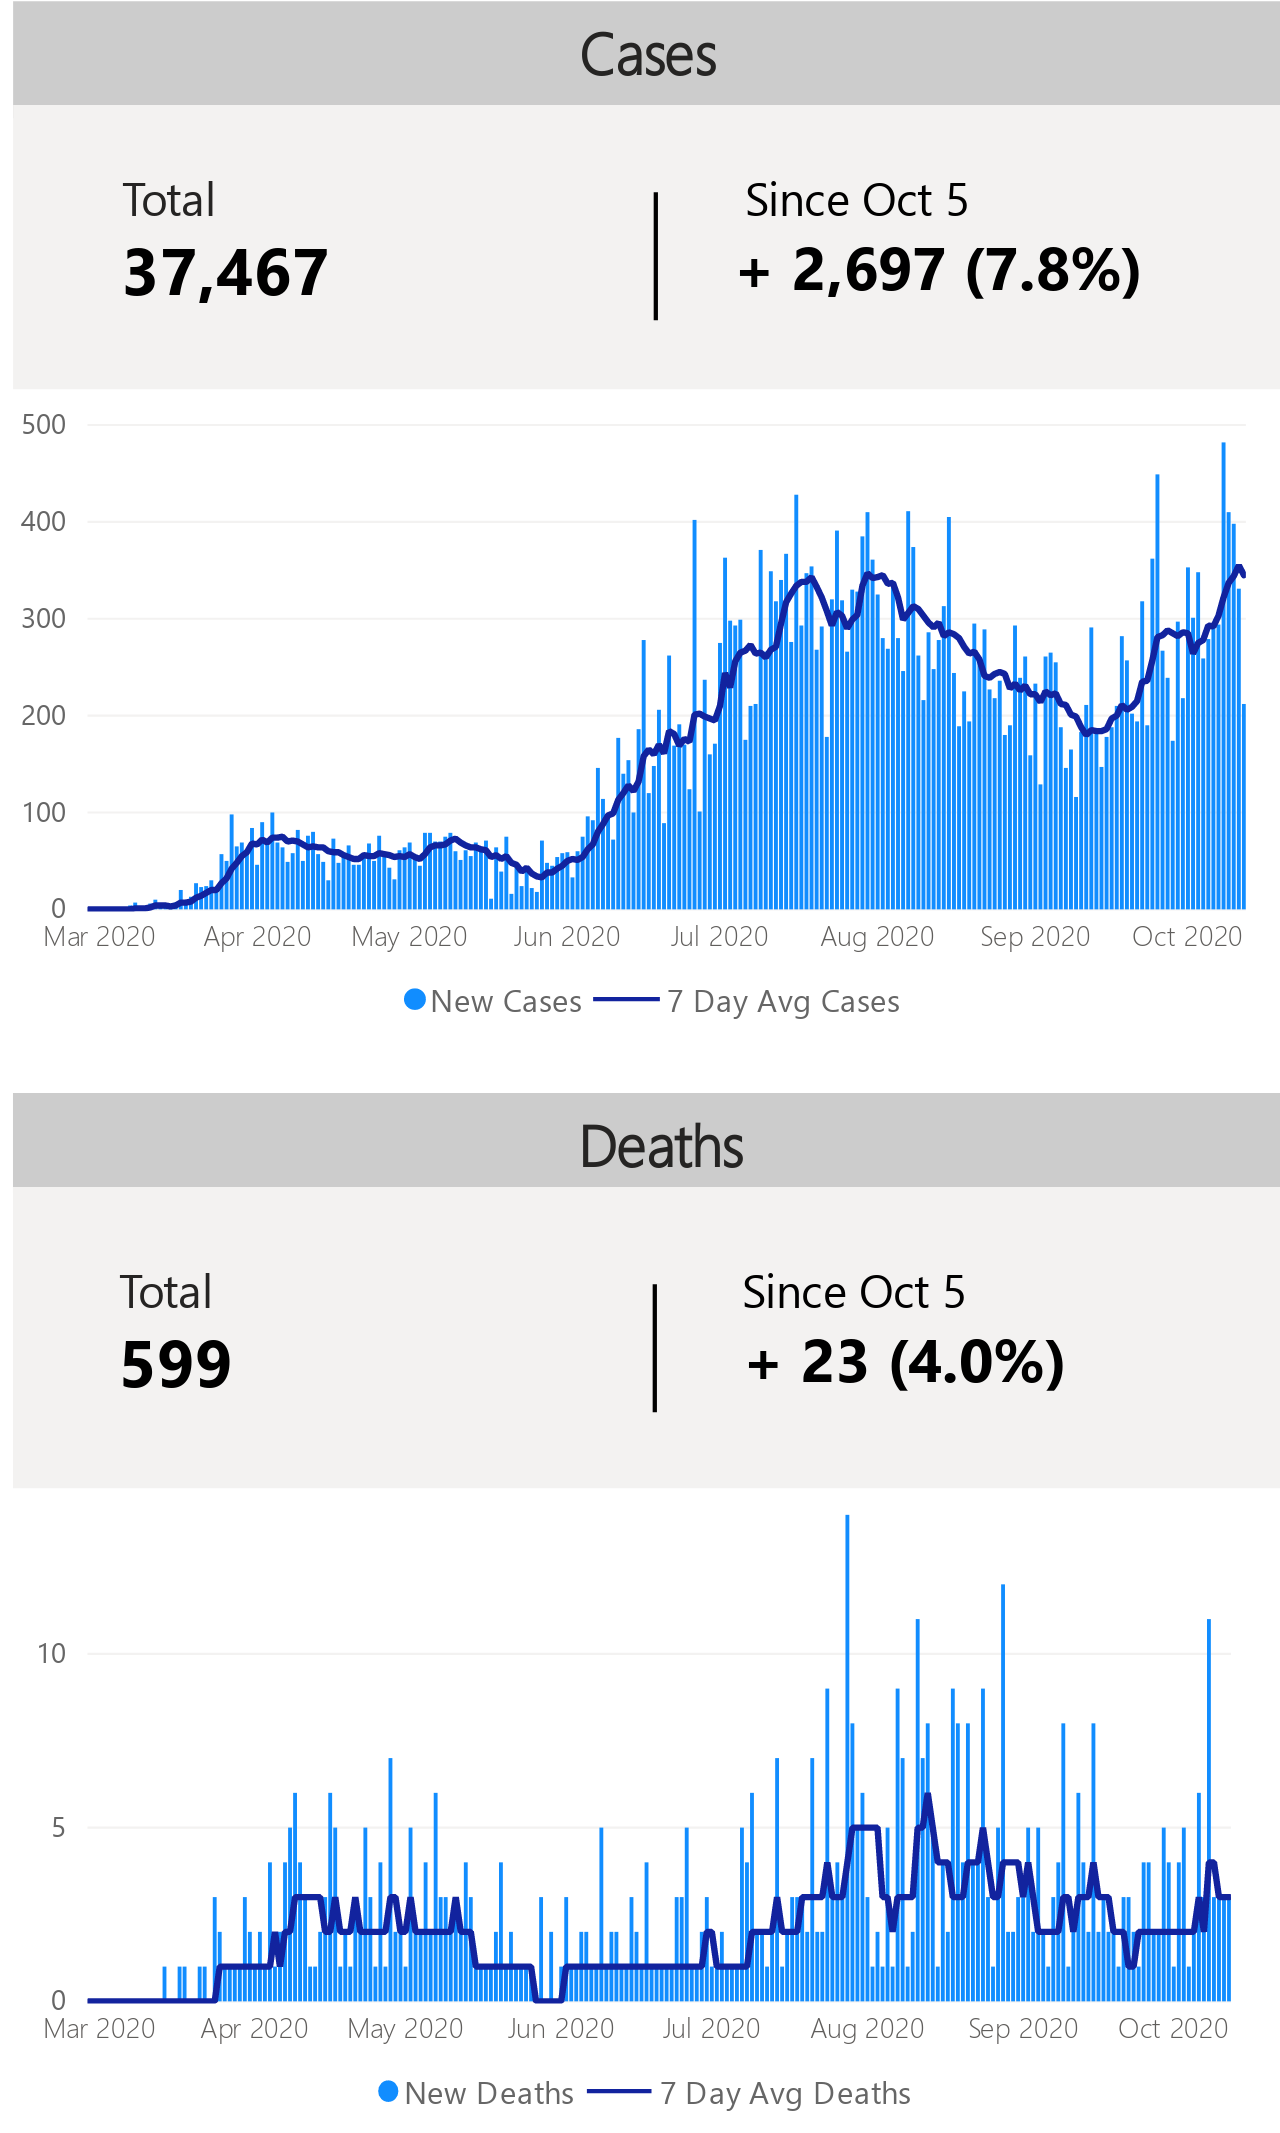 Cases
Total
Since Oct 5
37,467
+ 2,697 (7.8%)
500
400
300
200
100
0
Mar 2020 Apr 2020 May 2020 Jun 2020 Jul 2020 Aug 2020 Sep 2020 Oct 2020
New Cases 7 Day Avg Cases
Deaths
Total
Since Oct 5
599
+ 23 (4.0%)
10
5
0
Mar 2020 Apr 2020 May 2020 Jun 2020 Jul 2020 Aug 2020 Sep 2020 Oct 2020
New Deaths 7 Day Avg Deaths